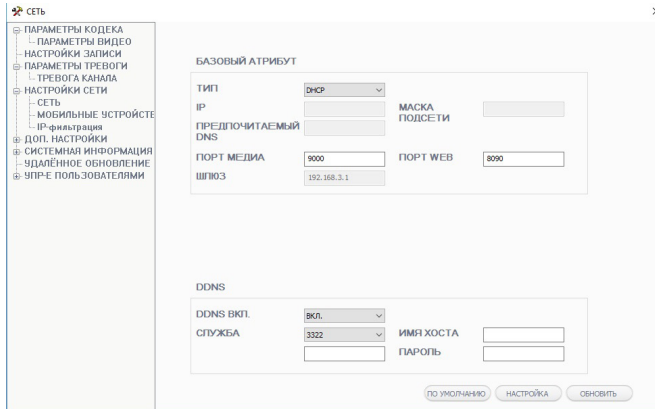 СЕТЬ
ПАРАМЕТРЫ КОДЕКА
ПАРАМЕТРЫ ВИДЕО
НАСТРОЙКИ ЗАПИСИ
ПАРАМЕТРЫ ТРЕВОГИ
ТРЕВОГА КАНАЛА
НАСТРОЙКИ СЕТИ
СЕТЬ
МОБИЛЬНЫЕ УСТРОЙСТЕ
IP-фильтрация
ДОП. НАСТРОЙКИ
СИСТЕМНАЯ ИНФОРМАЦИЯ
УДАЛЁННОЕ ОБНОВЛЕНИЕ
УПР-Е ПОЛЬЗОВАТЕЛЯМИ
БАЗОВЫЙ АТРИБУТ
ТИП DHCP
IP МАСКА ПОДСЕТИ
ПРЕДПОЧИТАЕМЫЙ DNS
ПОРТ МЕДИА 9000 ПОРТ WEB 8090
ШЛЮЗ 192.168.3.1
DDNS
DDNS ВКЛ. ВКЛ.
СЛУЖБА 3322 ИМЯ ХОСТА
ПАРОЛЬ
ПО УМОЛЧАНИЮ НАСТРОЙКА ОБНОВИТЬ